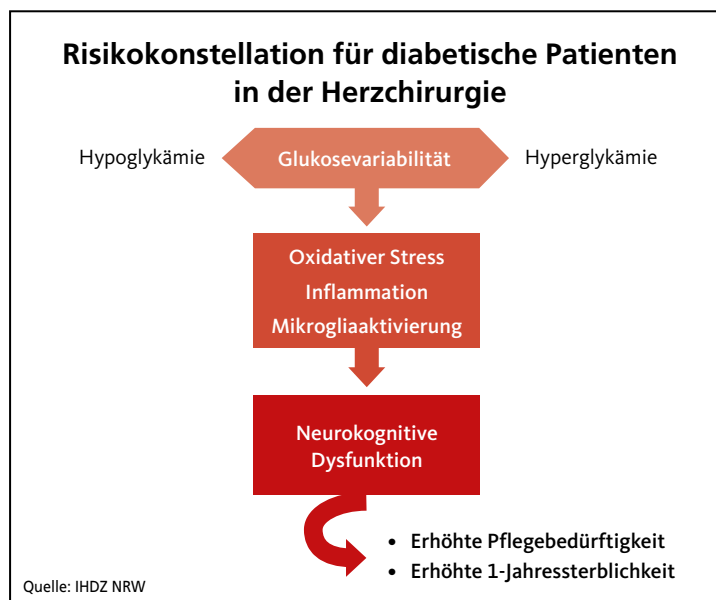 Risikokonstellation für diabetische Patienten
in der Herzchirurgie
Hypoglykämie
Glukosevariabilität
Hyperglykämie
Oxidativer Stress
Inflammation
Mikrogliaaktivierung
Neurokognitive
Dysfunktion
• Erhöhte Pflegebedürftigkeit
• Erhöhte 1-Jahressterblichkeit
Quelle: IHDZ NRW